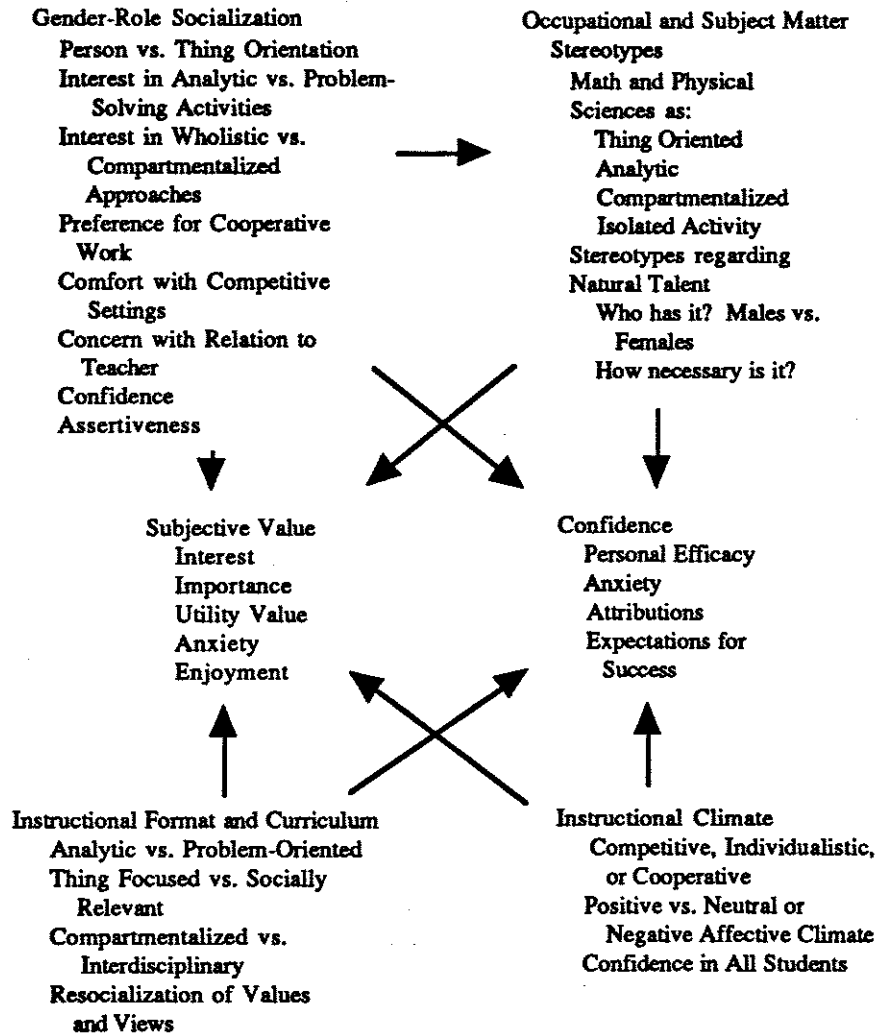 Gender-Role Socialization
Person vs. Thing Orientation
Interest in Analytic vs. Problem-
Solving Activities
Interest in Wholistic vs.
Compartmentalized
Approaches
Preference for Cooperative
Work
Comfort with Competitive
Settings
Concern with Relation to
Teacher
Confidence
Assertiveness
Occupational and Subject Matter
Stereotypes
Math and Physical
Sciences as:
Thing Oriented
Analytic
Compartmentalized
Isolated Activity
Stereotypes regarding
Natural Talent
Who has it? Males vs.
Females
How necessary is it?
Subjective Value
Interest
Importance
Utility Value
Anxiety
Enjoyment
Confidence
Personal Efficacy
Anxiety
Attributions
Expectations for
Success
Instructional Format and Curriculum
Analytic vs. Problem-Oriented
Thing Focused vs. Socially
Relevant
Compartmentalized vs.
Interdisciplinary
Resocialization of Values
and Views
Instructional Climate
Competitive, Individualistic,
or Cooperative
Positive vs. Neutral or
Negative Affective Climate
Confidence in All Students